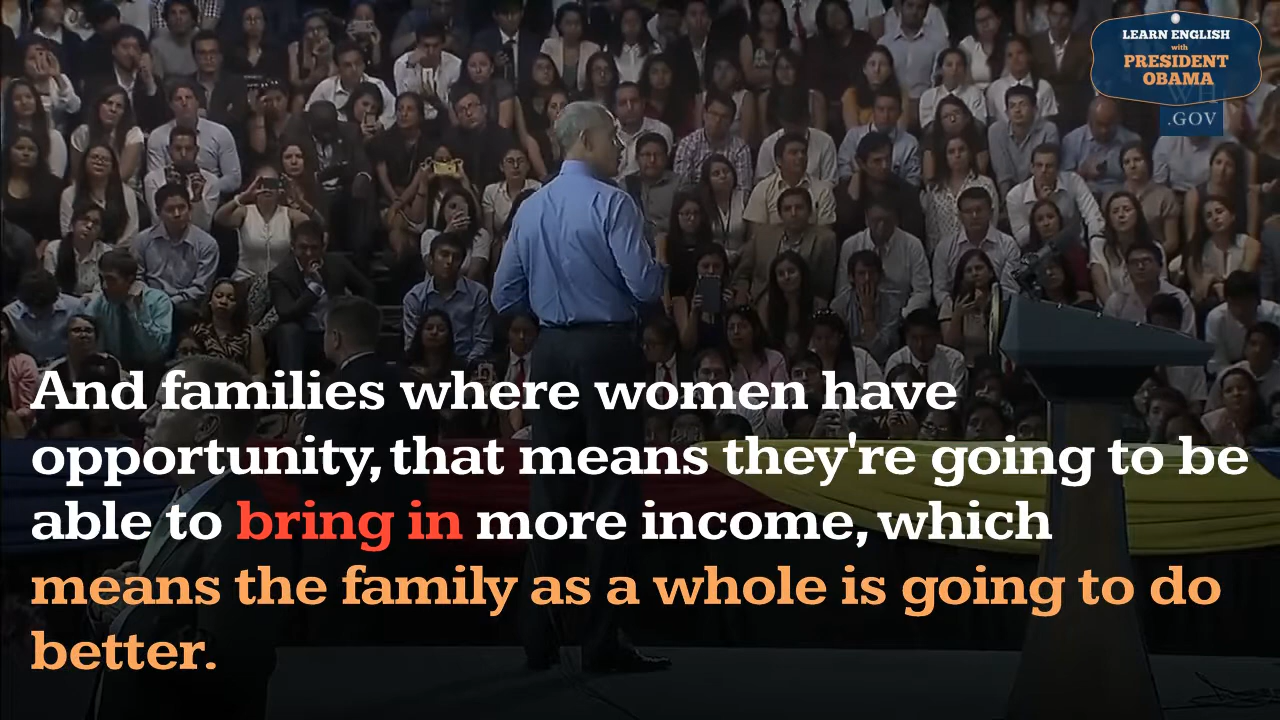 LEARN ENGLISH
with
PRESIDENT
OBAMA
WH
.GOV
And families where women have
opportunity, that means they're going to be
able to bring in more income, which
means the family as a whole is going to do
better.